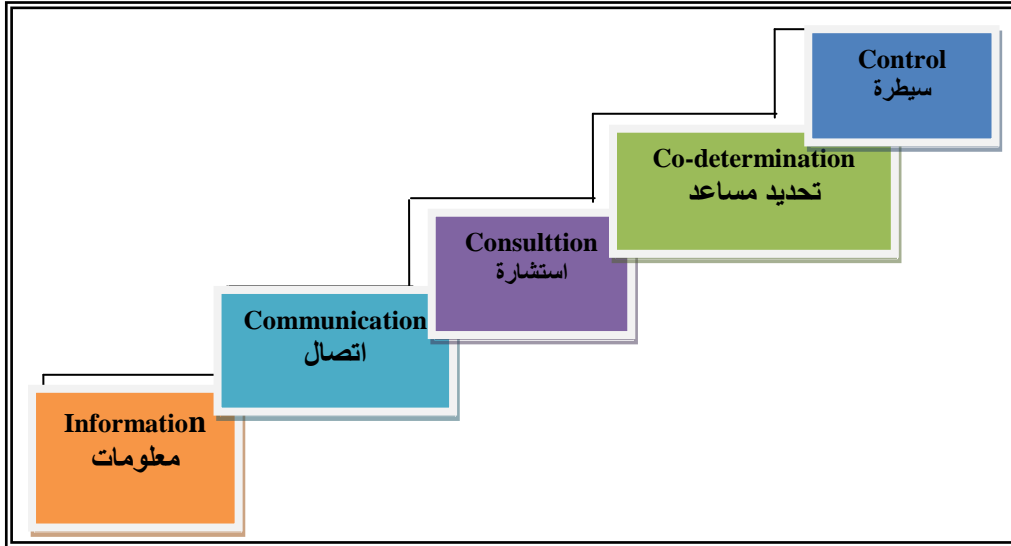 Control
سيطرة
Co-determination
تحديد مساعد
Consulttion
استشارة
Communication
اتصال
Information
معلومات